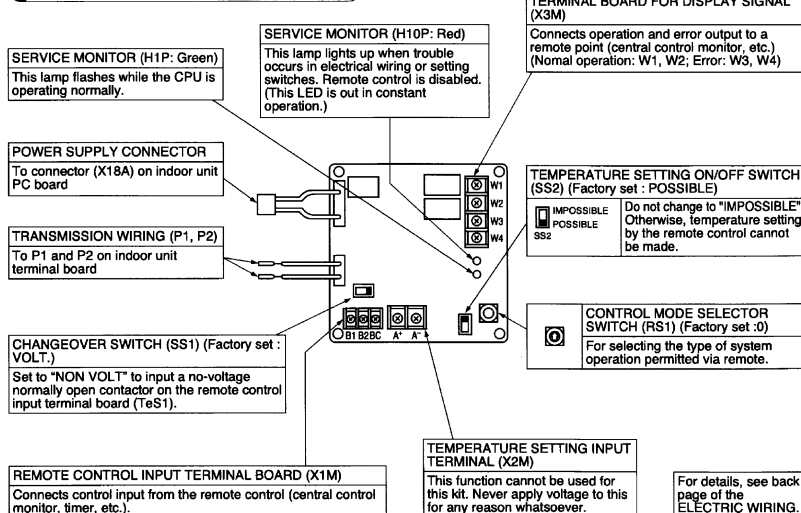 TERMINAL BOARD FOR DISPLAY SIGNAL
(X3M)
Connects operation and error output to a
remote point (central control monitor, etc.)
(Nomal operation: W1, W2; Error: W3, W4)
SERVICE MONITOR (H10P: Red)
This lamp lights up when trouble
occurs in electrical wiring or setting
switches. Remote control is disabled.
(This LED is out in constant
operation.)
SERVICE MONITOR (H1P: Green)
This lamp flashes while the CPU is
operating normally.
POWER SUPPLY CONNECTOR
To connector (X18A) on indoor unit
PC board
TRANSMISSION WIRING (P1, P2)
To P1 and P2 on indoor unit
terminal board
W1
W2
W3
W4
B1 B2BC A+ A-
TEMPERATURE SETTING ON/OFF SWITCH
(SS2) (Factory set : POSSIBLE)
IMPOSSIBLE
POSSIBLE
SS2
Do not change to "IMPOSSIBLE"
Otherwise, temperature setting
by the remote control cannot
be made.
CONTROL MODE SELECTOR
SWITCH (RS1) (Factory set :0)
For selecting the type of system
operation permitted via remote.
CHANGEOVER SWITCH (SS1) (Factory set :
VOLT.)
Set to "NON VOLT" to input a no-voltage
normally open contactor on the remote control
input terminal board (TeS1).
REMOTE CONTROL INPUT TERMINAL BOARD (X1M)
Connects control input from the remote control (central control
monitor, timer, etc.).
TEMPERATURE SETTING INPUT
TERMINAL (X2M)
This function cannot be used for
this kit. Never apply voltage to this
for any reason whatsoever.
For details, see back
page of the
ELECTRIC WIRING.